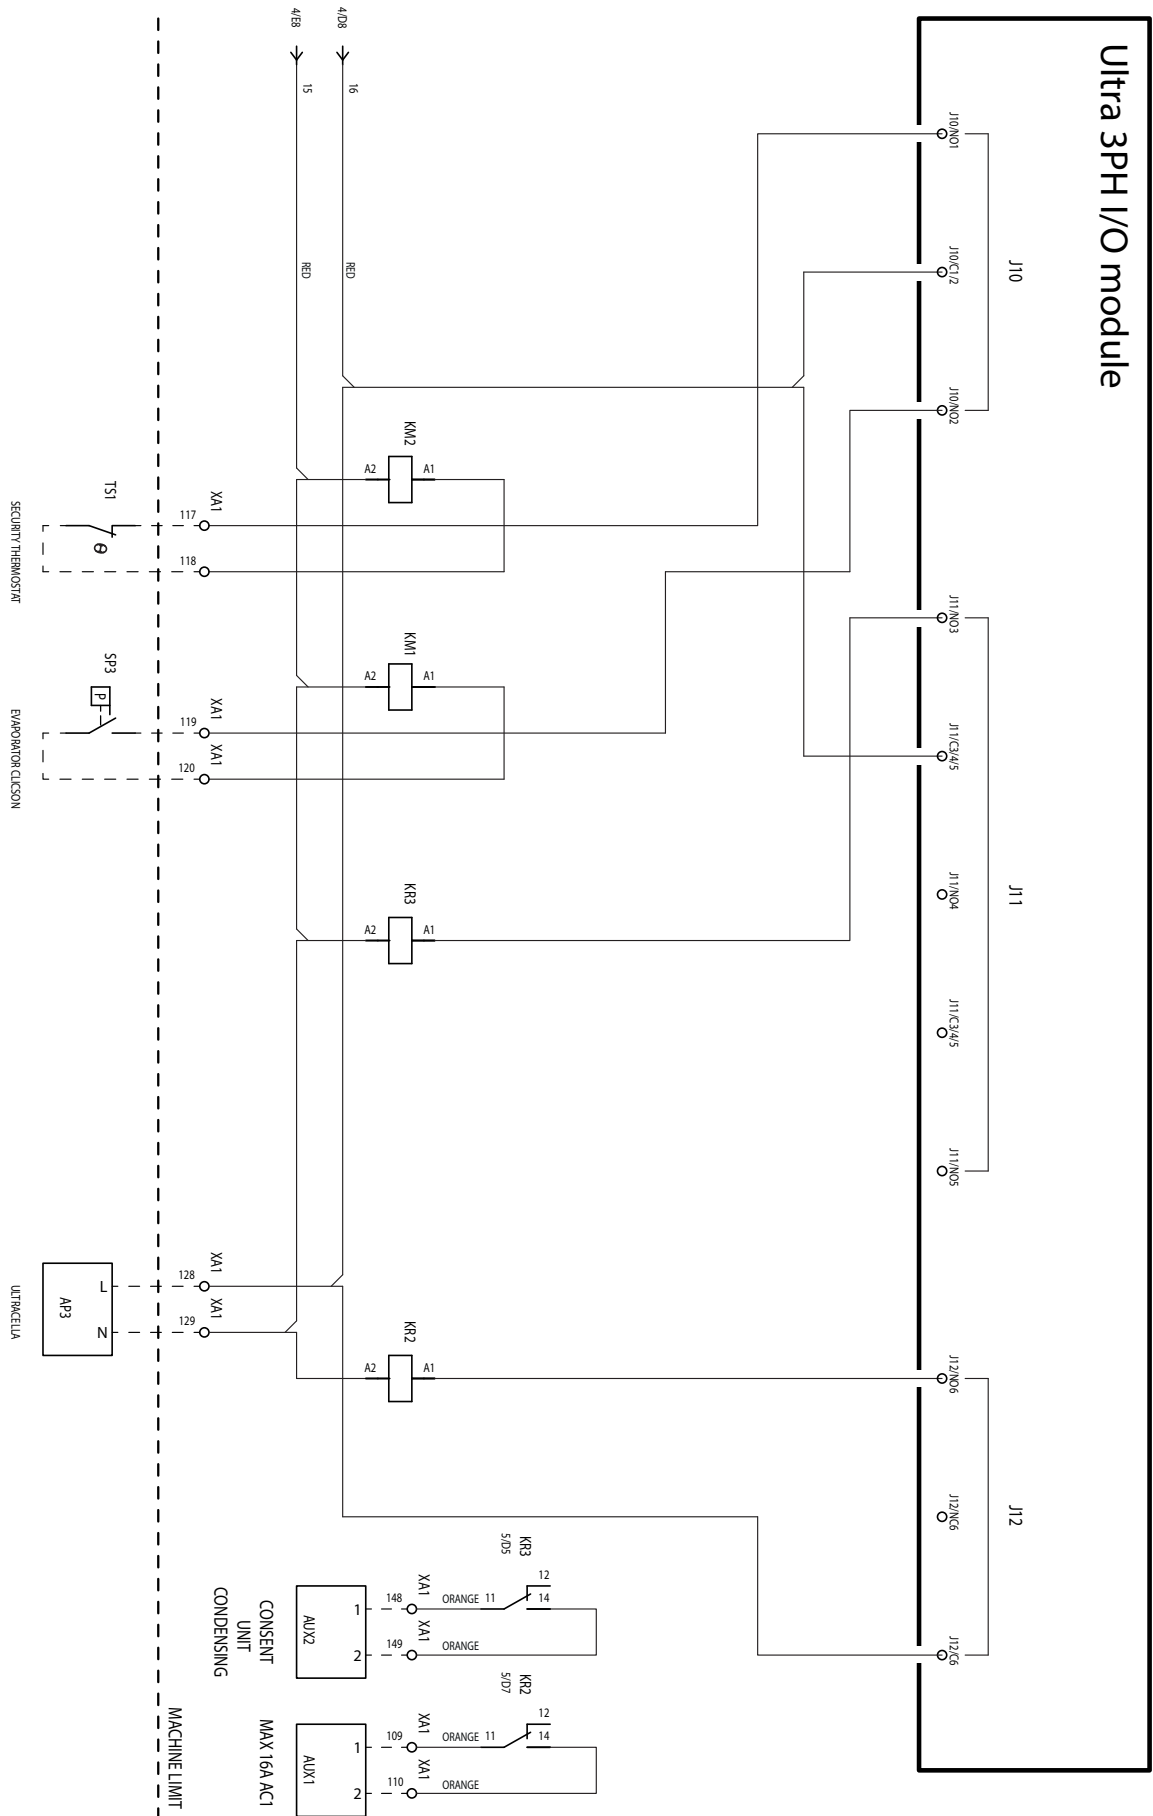 Ultra 3PH I/O module
J10
J11
J12
J10/NO1
J10/C1/2
J10/NO2
J11/NO3
J11/C3/4/5
J11/NO4
J11/C3/4/5
J11/NO5
J12/NO6
J12/NC6
J12/C6
4/D8
16
RED
4/E8
15
RED
KM2
A2
A1
KM1
A2
A1
KR3
A2
A1
KR2
A2
A1
XA1
117
118
XA1
119
XA1
120
XA1
128
XA1
129
TS1
θ
SECURITY THERMOSTAT
SP3
P
EVAPORATOR CLICSON
L
N
AP3
ULTRACELLA
KR3
5/D5
12
14
11
ORANGE
XA1
148
ORANGE
XA1
149
1
2
AUX2
CONSENT
UNIT
CONDENSING
KR2
5/D7
12
14
11
ORANGE
XA1
109
ORANGE
XA1
110
1
2
AUX1
MAX 16A AC1
MACHINE LIMIT